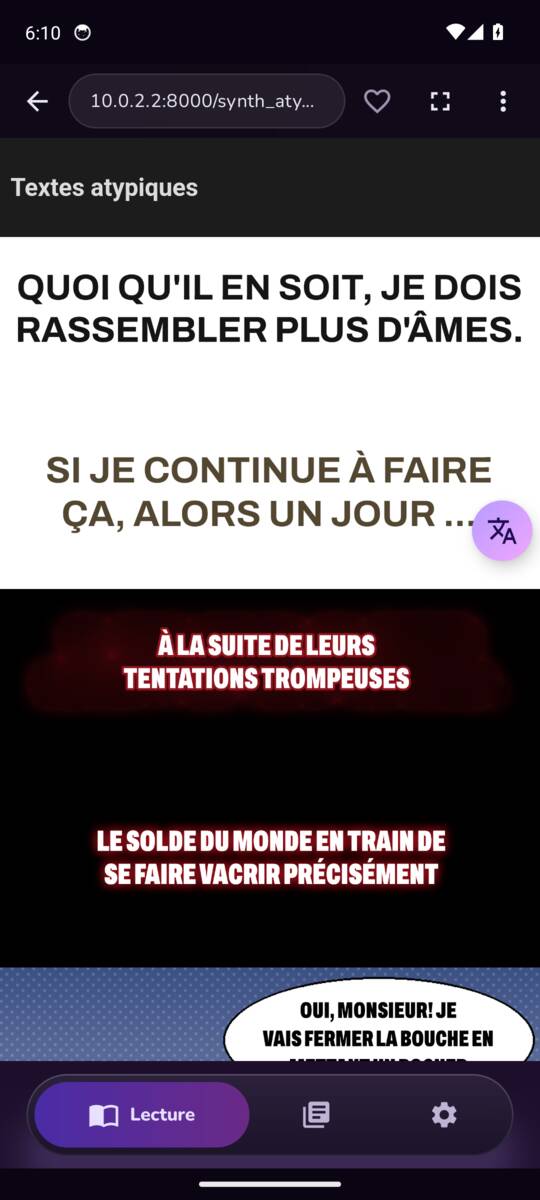 6:10
10.0.2.2:8000/synth_aty...
Textes atypiques
QUOI QU'IL EN SOIT, JE DOIS
RASSEMBLER PLUS D'ÂMES.
SI JE CONTINUE À FAIRE
ÇA, ALORS UN JOUR ...
À LA SUITE DE LEURS
TENTATIONS TROMPEUSES
LE SOLDE DU MONDE EN TRAIN DE
SE FAIRE VACRIR PRÉCISÉMENT
OUI, MONSIEUR! JE
VAIS FERMER LA BOUCHE EN
Lecture